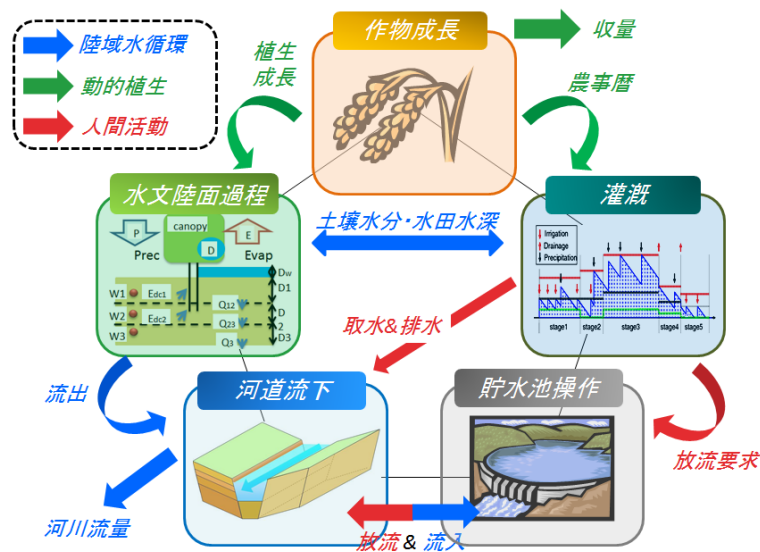 陸域水循環
動的植生
人間活動
作物成長
収量
植生
成長
農事暦
水文陸面過程
灌漑
土壌水分・水田水深
P
canopy
E
D
Prec
Evap
Dw
D1
W1
Edc1
Q12
W2
Edc2
D
2
Q23
W3
Q3
D3
Irrigation
Drainage
Precipitation
stage1
stage2
stage3
stage4
stage5
取水&排水
流出
河道流下
貯水池操作
放流要求
河川流量
放流 & 流入